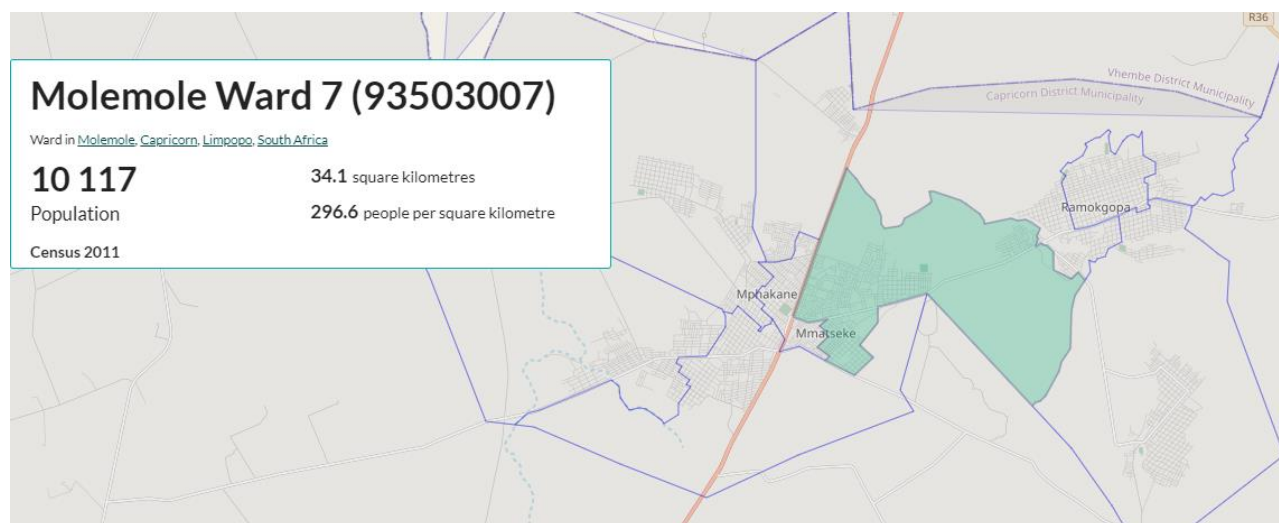 R36
Molemole Ward 7 (93503007)
Ward in Molemole, Capricorn, Limpopo, South Africa
10 117
Population
34.1 square kilometres
296.6 people per square kilometre
Census 2011
Vhembe District Municipality
Capricorn District Municipality
Ramokgopa
Mphakane
Mmatseke